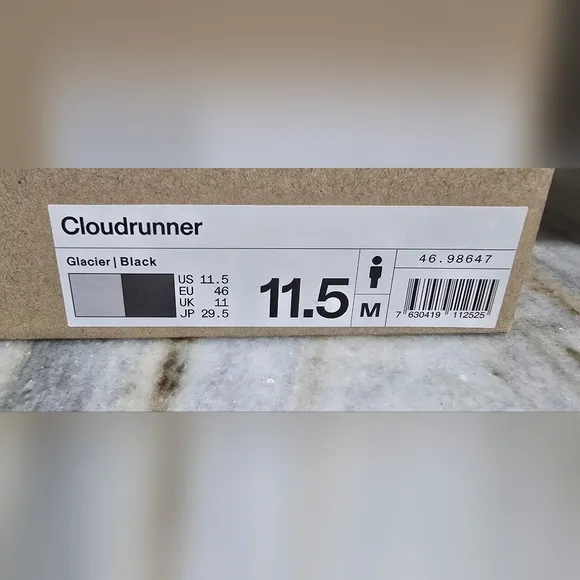 Cloudrunner
Glacier | Black
US 11.5
EU 46
UK 11
JP 29.5
11.5
M
46.98647
7 630419 112525